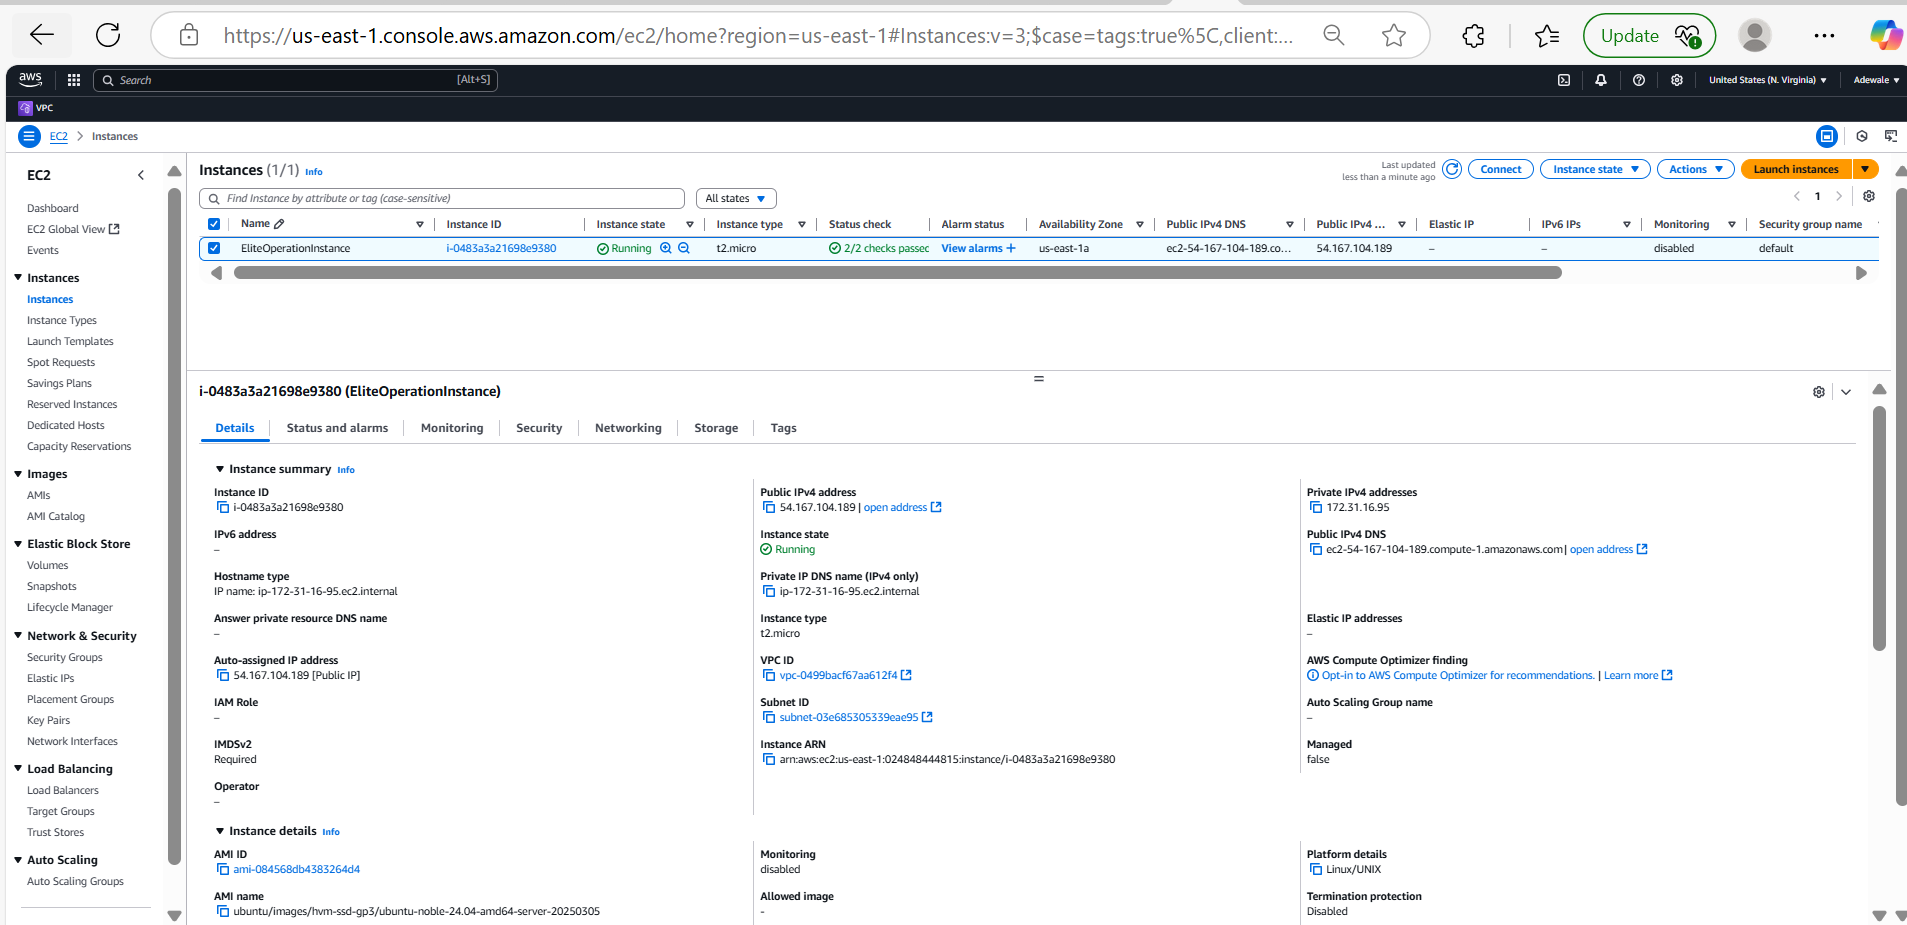 https://us-east-1.console.aws.amazon.com/ec2/home?region=us-east-1#Instances:v=3;$case=tags:true%5C,client:...
Update
aws
Search
[Alt+S]
United States (N. Virginia)
Adewale
VPC
EC2
Instances
EC2
Dashboard
EC2 Global View
Events
Instances
Instances
Instance Types
Launch Templates
Spot Requests
Savings Plans
Reserved Instances
Dedicated Hosts
Capacity Reservations
Images
AMIs
AMI Catalog
Elastic Block Store
Volumes
Snapshots
Lifecycle Manager
Network & Security
Security Groups
Elastic IPs
Placement Groups
Key Pairs
Network Interfaces
Load Balancing
Load Balancers
Target Groups
Trust Stores
Auto Scaling
Auto Scaling Groups
Instances (1/1) Info
Last updated
less than a minute ago
Connect
Instance state
Actions
Launch instances
Find Instance by attribute or tag (case-sensitive)
All states
1
Name Instance ID Instance state Instance type Status check Alarm status Availability Zone Public IPv4 DNS Public IPv4 ... Elastic IP IPv6 IPs Monitoring Security group name
EliteOperationInstance i-0483a3a21698e9380 Running t2.micro 2/2 checks passed View alarms + us-east-1a ec2-54-167-104-189.co... 54.167.104.189 – – disabled default
i-0483a3a21698e9380 (EliteOperationInstance)
Details Status and alarms Monitoring Security Networking Storage Tags
Instance summary Info
Instance ID
i-0483a3a21698e9380
Public IPv4 address
54.167.104.189 | open address
Private IPv4 addresses
172.31.16.95
IPv6 address
–
Instance state
Running
Public IPv4 DNS
ec2-54-167-104-189.compute-1.amazonaws.com | open address
Hostname type
IP name: ip-172-31-16-95.ec2.internal
Private IP DNS name (IPv4 only)
ip-172-31-16-95.ec2.internal
Answer private resource DNS name
–
Instance type
t2.micro
Elastic IP addresses
–
Auto-assigned IP address
54.167.104.189 [Public IP]
VPC ID
vpc-0499bacf67aa612f4
AWS Compute Optimizer finding
Opt-in to AWS Compute Optimizer for recommendations. | Learn more
IAM Role
–
Subnet ID
subnet-03e685305339eae95
Auto Scaling Group name
–
IMDSv2
Required
Instance ARN
arn:aws:ec2:us-east-1:024848444815:instance/i-0483a3a21698e9380
Managed
false
Operator
–
Instance details Info
AMI ID
ami-084568db4383264d4
Monitoring
disabled
Platform details
Linux/UNIX
AMI name
ubuntu/images/hvm-ssd-gp3/ubuntu-noble-24.04-amd64-server-20250305
Allowed image
-
Termination protection
Disabled